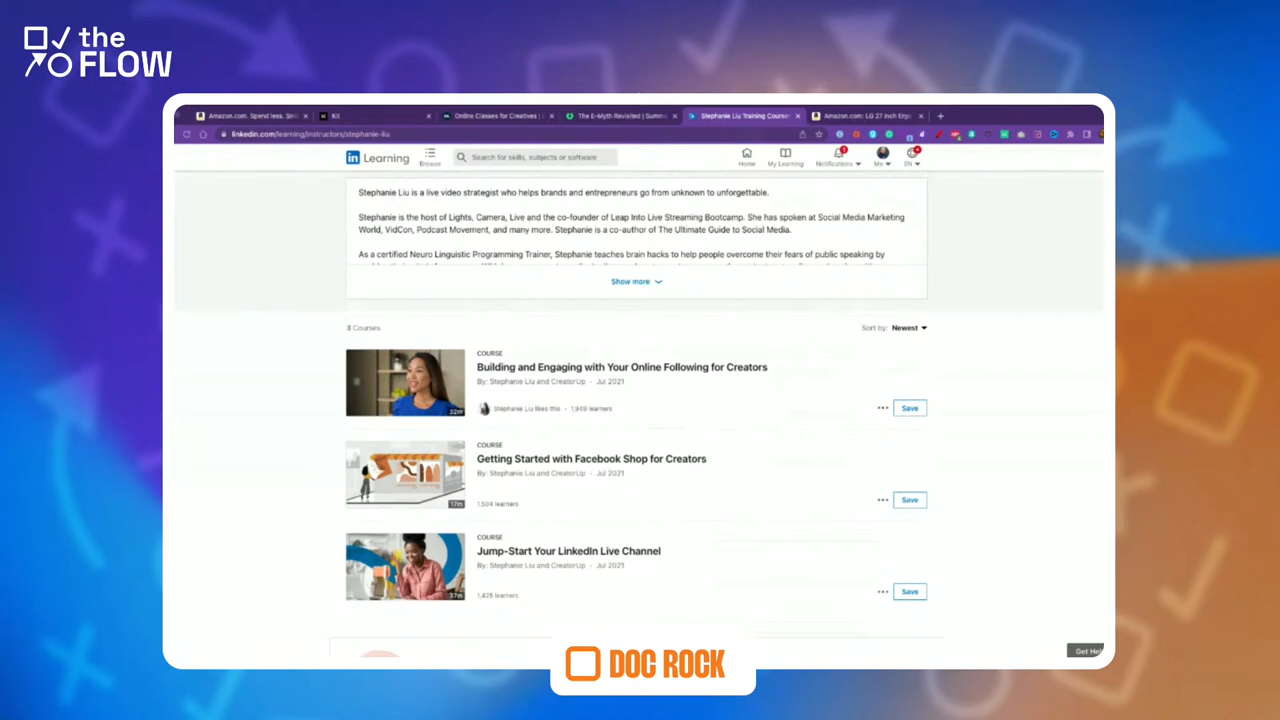 the
FLOW
Amazon.com. Spend less. Smi
Kit
Online Classes for Creatives |
The E-Myth Revisited | Summa
Stephanie Liu Training Courses
Amazon.com: LG 27 Inch Ergo
linkedin.com/learning/instructors/stephanie-liu
in Learning
Browse
Search for skills, subjects or software
Home
My Learning
1
Notifications
Me
EN
Stephanie Liu is a live video strategist who helps brands and entrepreneurs go from unknown to unforgettable.
Stephanie is the host of Lights, Camera, Live and the co-founder of Leap Into Live Streaming Bootcamp. She has spoken at Social Media Marketing
World, VidCon, Podcast Movement, and many more. Stephanie is a co-author of The Ultimate Guide to Social Media.
As a certified Neuro Linguistic Programming Trainer, Stephanie teaches brain hacks to help people overcome their fears of public speaking by
Show more
3 Courses
Sort by: Newest
COURSE
Building and Engaging with Your Online Following for Creators
By: Stephanie Liu and CreatorUp · Jul 2021
32m
Stephanie Liu likes this · 1,949 learners
••• Save
COURSE
Getting Started with Facebook Shop for Creators
By: Stephanie Liu and CreatorUp · Jul 2021
17m
1,504 learners
••• Save
COURSE
Jump-Start Your LinkedIn Live Channel
By: Stephanie Liu and CreatorUp · Jul 2021
37m
1,425 learners
••• Save
Get Hel
DOC ROCK